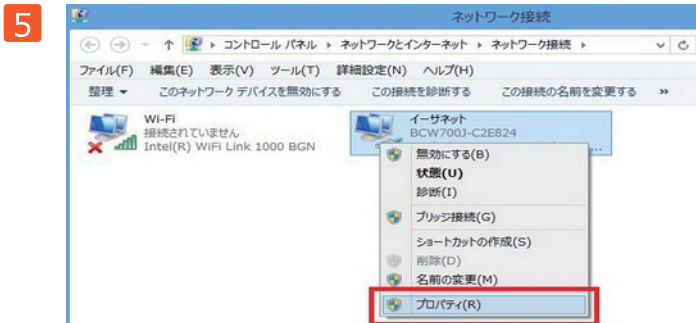 5
ネットワーク接続
コントロール パネル ▸ ネットワークとインターネット ▸ ネットワーク接続 ▸
ファイル(F) 編集(E) 表示(V) ツール(T) 詳細設定(N) ヘルプ(H)
整理 ▼ このネットワーク デバイスを無効にする この接続を診断する この接続の名前を変更する »
Wi-Fi
接続されていません
Intel(R) WiFi Link 1000 BGN
イーサネット
BCW700J-C2E824
...
無効にする(B)
状態(U)
診断(I)
ブリッジ接続(G)
ショートカットの作成(S)
削除(D)
名前の変更(M)
プロパティ(R)